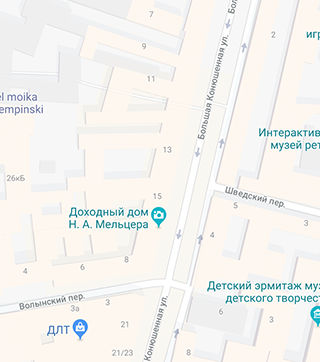 Бол
9
игр
el moika
empinski
11
Большая Конюшенная ул.
Интерактив
музей рет
13
26кБ
Шведский пер.
15
Доходный дом
Н. А. Мельцера
5
2
6
4
8
Детский эрмитаж му
детского творчест
Волынский пер.
3а
4
6
ДЛТ
21/23
Конюшенная ул.
8